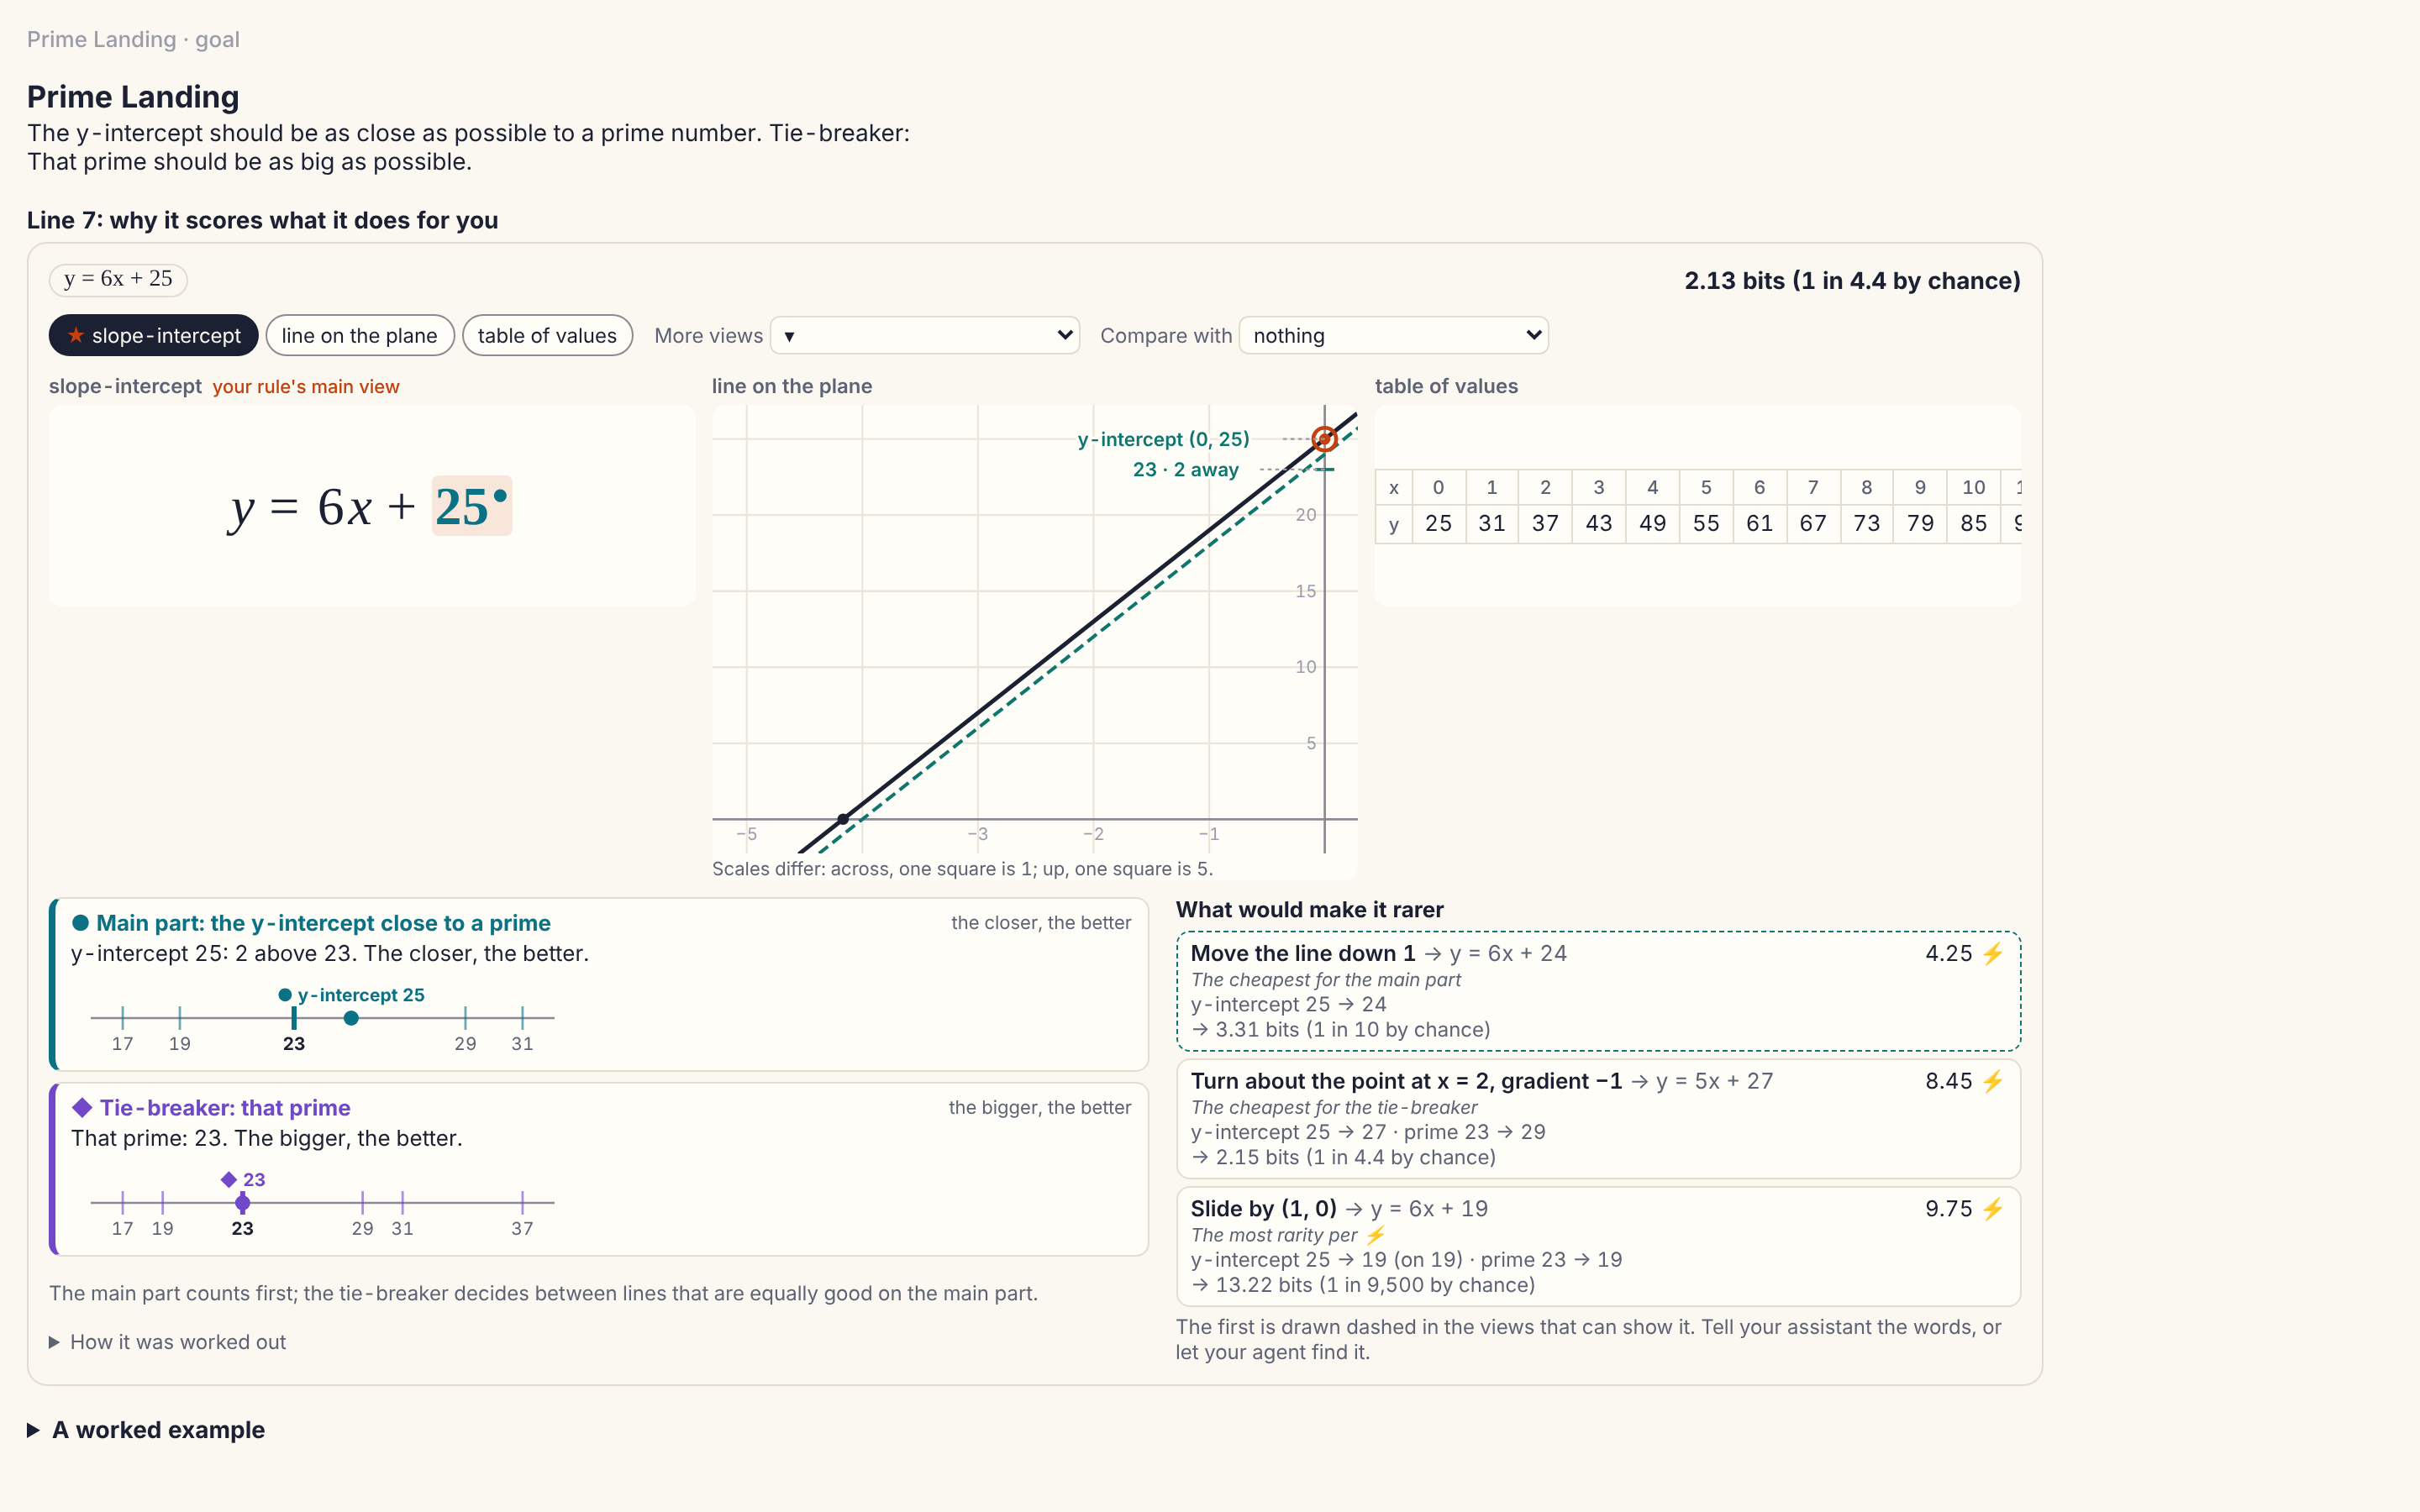 Prime Landing · goal
Prime Landing
The y-intercept should be as close as possible to a prime number. Tie-breaker:
That prime should be as big as possible.
Line 7: why it scores what it does for you
y = 6x + 25
2.13 bits (1 in 4.4 by chance)
★ slope-intercept
line on the plane
table of values
More views ▾
Compare with nothing
slope-intercept your rule's main view
y = 6x + 25
line on the plane
y-intercept (0, 25)
23 · 2 away
20
15
10
5
−5
−3
−2
−1
Scales differ: across, one square is 1; up, one square is 5.
table of values
x 0 1 2 3 4 5 6 7 8 9 10 1
y 25 31 37 43 49 55 61 67 73 79 85 9
Main part: the y-intercept close to a prime
the closer, the better
y-intercept 25: 2 above 23. The closer, the better.
y-intercept 25
17 19 23 29 31
Tie-breaker: that prime
the bigger, the better
That prime: 23. The bigger, the better.
23
17 19 23 29 31 37
The main part counts first; the tie-breaker decides between lines that are equally good on the main part.
▶ How it was worked out
What would make it rarer
Move the line down 1 → y = 6x + 24 4.25 ⚡
The cheapest for the main part
y-intercept 25 → 24
→ 3.31 bits (1 in 10 by chance)
Turn about the point at x = 2, gradient −1 → y = 5x + 27 8.45 ⚡
The cheapest for the tie-breaker
y-intercept 25 → 27 · prime 23 → 29
→ 2.15 bits (1 in 4.4 by chance)
Slide by (1, 0) → y = 6x + 19 9.75 ⚡
The most rarity per ⚡
y-intercept 25 → 19 (on 19) · prime 23 → 19
→ 13.22 bits (1 in 9,500 by chance)
The first is drawn dashed in the views that can show it. Tell your assistant the words, or
let your agent find it.
▶ A worked example